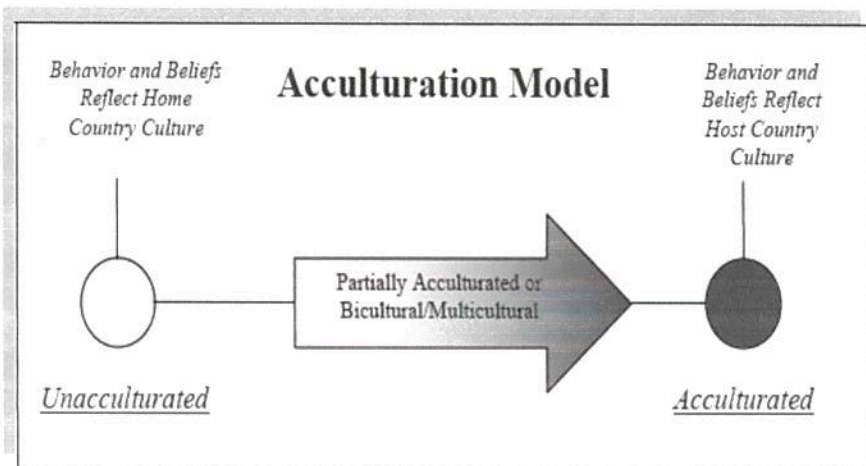 Behavior and Beliefs
Reflect Home
Country Culture
Acculturation Model
Behavior and
Beliefs Reflect
Host Country
Culture
Partially Acculturated or
Bicultural/Multicultural
Unacculturated
Acculturated